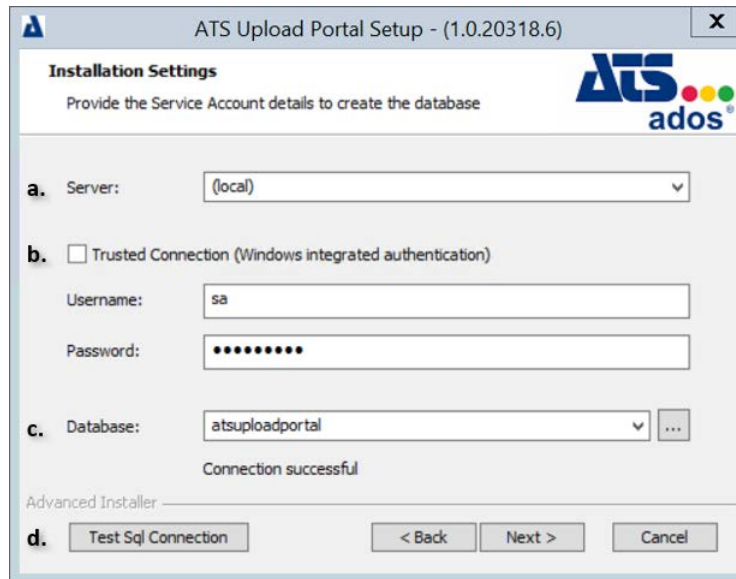 ATS Upload Portal Setup - (1.0.20318.6) X
Installation Settings
Provide the Service Account details to create the database
ATS
ados®
a. Server: (local)
b. Trusted Connection (Windows integrated authentication)
Username: sa
Password: •••••••••
c. Database: atsuploadportal ...
Connection successful
Advanced Installer
d. Test Sql Connection < Back Next > Cancel